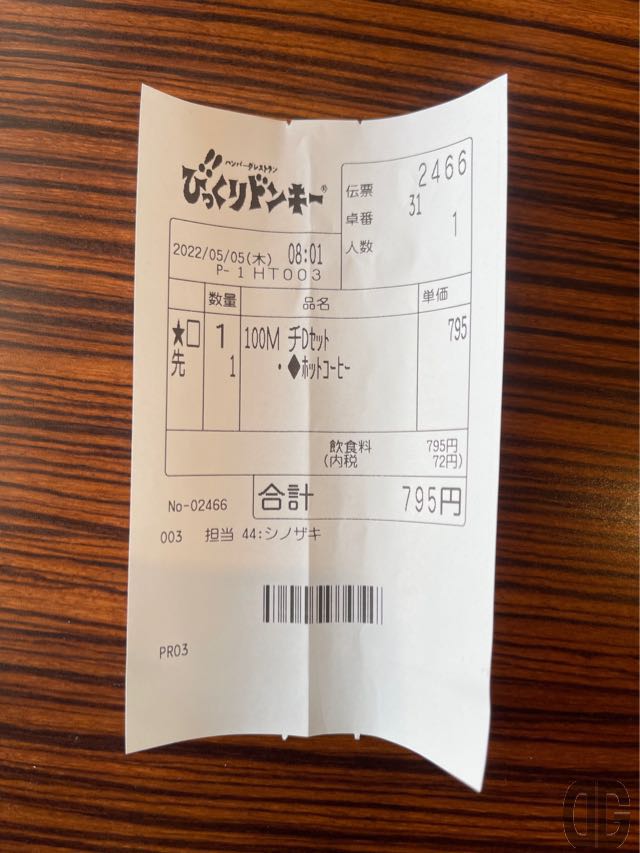 ハンバーグレストラン
びっくりドンキー®
伝票 2466
卓番 31
人数 1
2022/05/05(木) 08:01
P-1HT003
数量 品名 単価
★□ 1 100M チDセット 795
先 1 ・◆ホットコーヒー
飲食料 795円
(内税 72円)
合計 795円
No-02466
003 担当 44:シノザキ
PR03